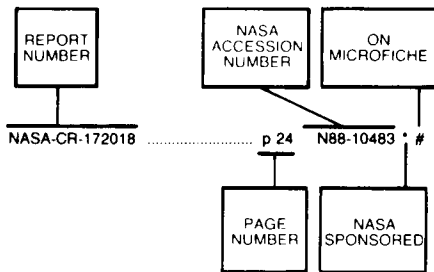 REPORT
NUMBER
NASA
ACCESSION
NUMBER
ON
MICROFICHE
NASA-CR-172018 ........................ p 24 N88-10483 * #
PAGE
NUMBER
NASA
SPONSORED